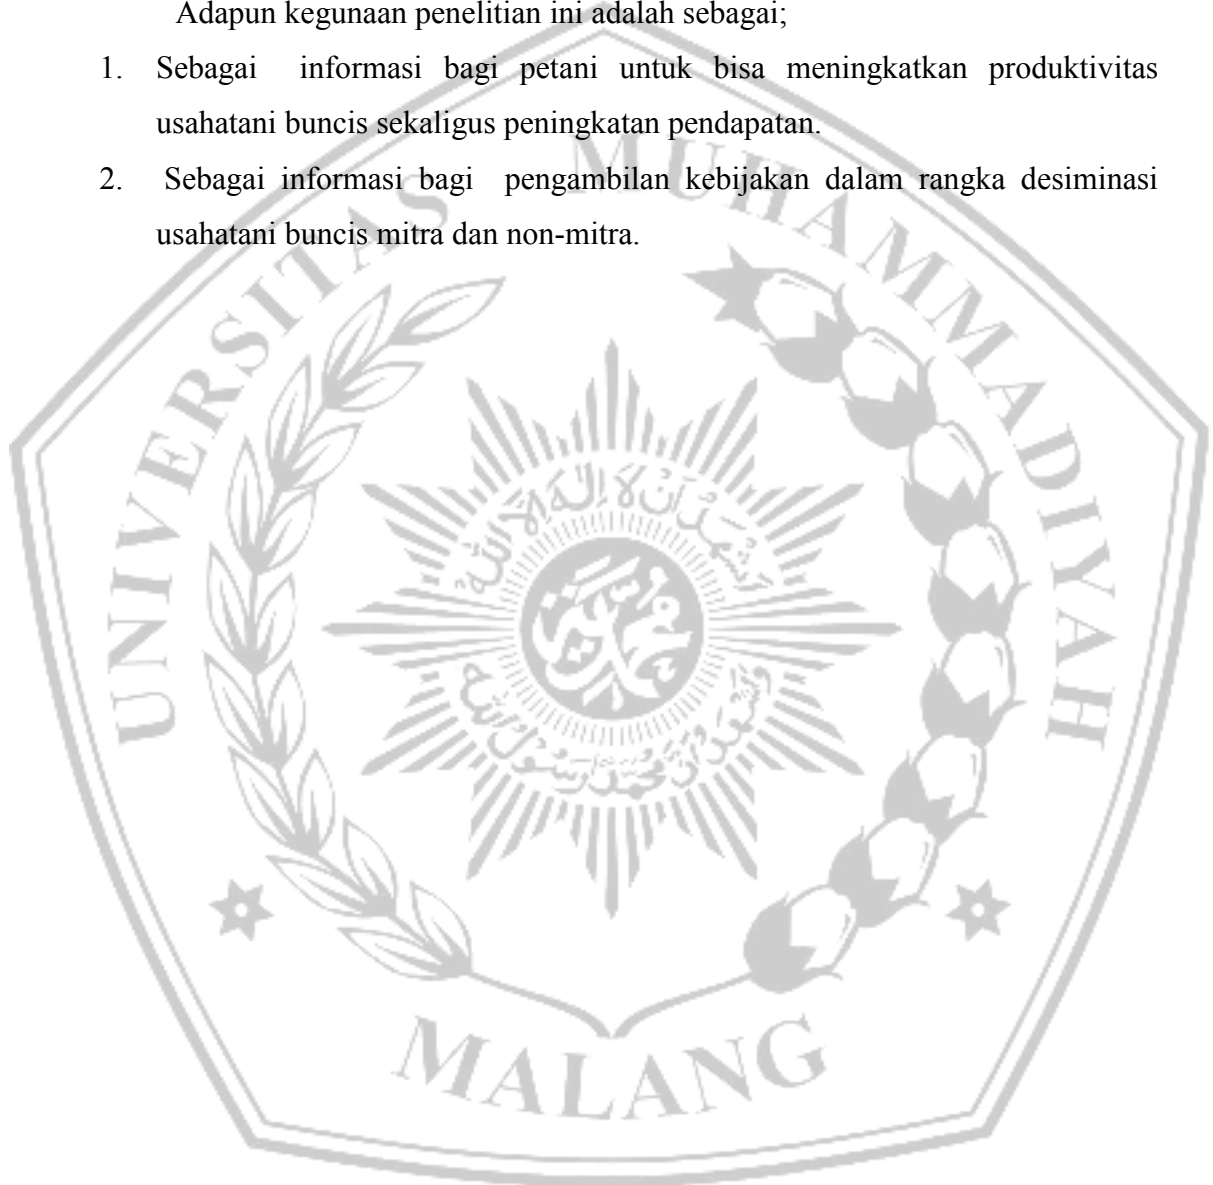 Adapun kegunaan penelitian ini adalah sebagai;
1. Sebagai informasi bagi petani untuk bisa meningkatkan produktivitas
usahatani buncis sekaligus peningkatan pendapatan.
2. Sebagai informasi bagi pengambilan kebijakan dalam rangka desiminasi
usahatani buncis mitra dan non-mitra.
UNIVERSITAS MUHAMMADIYAH
MALANG